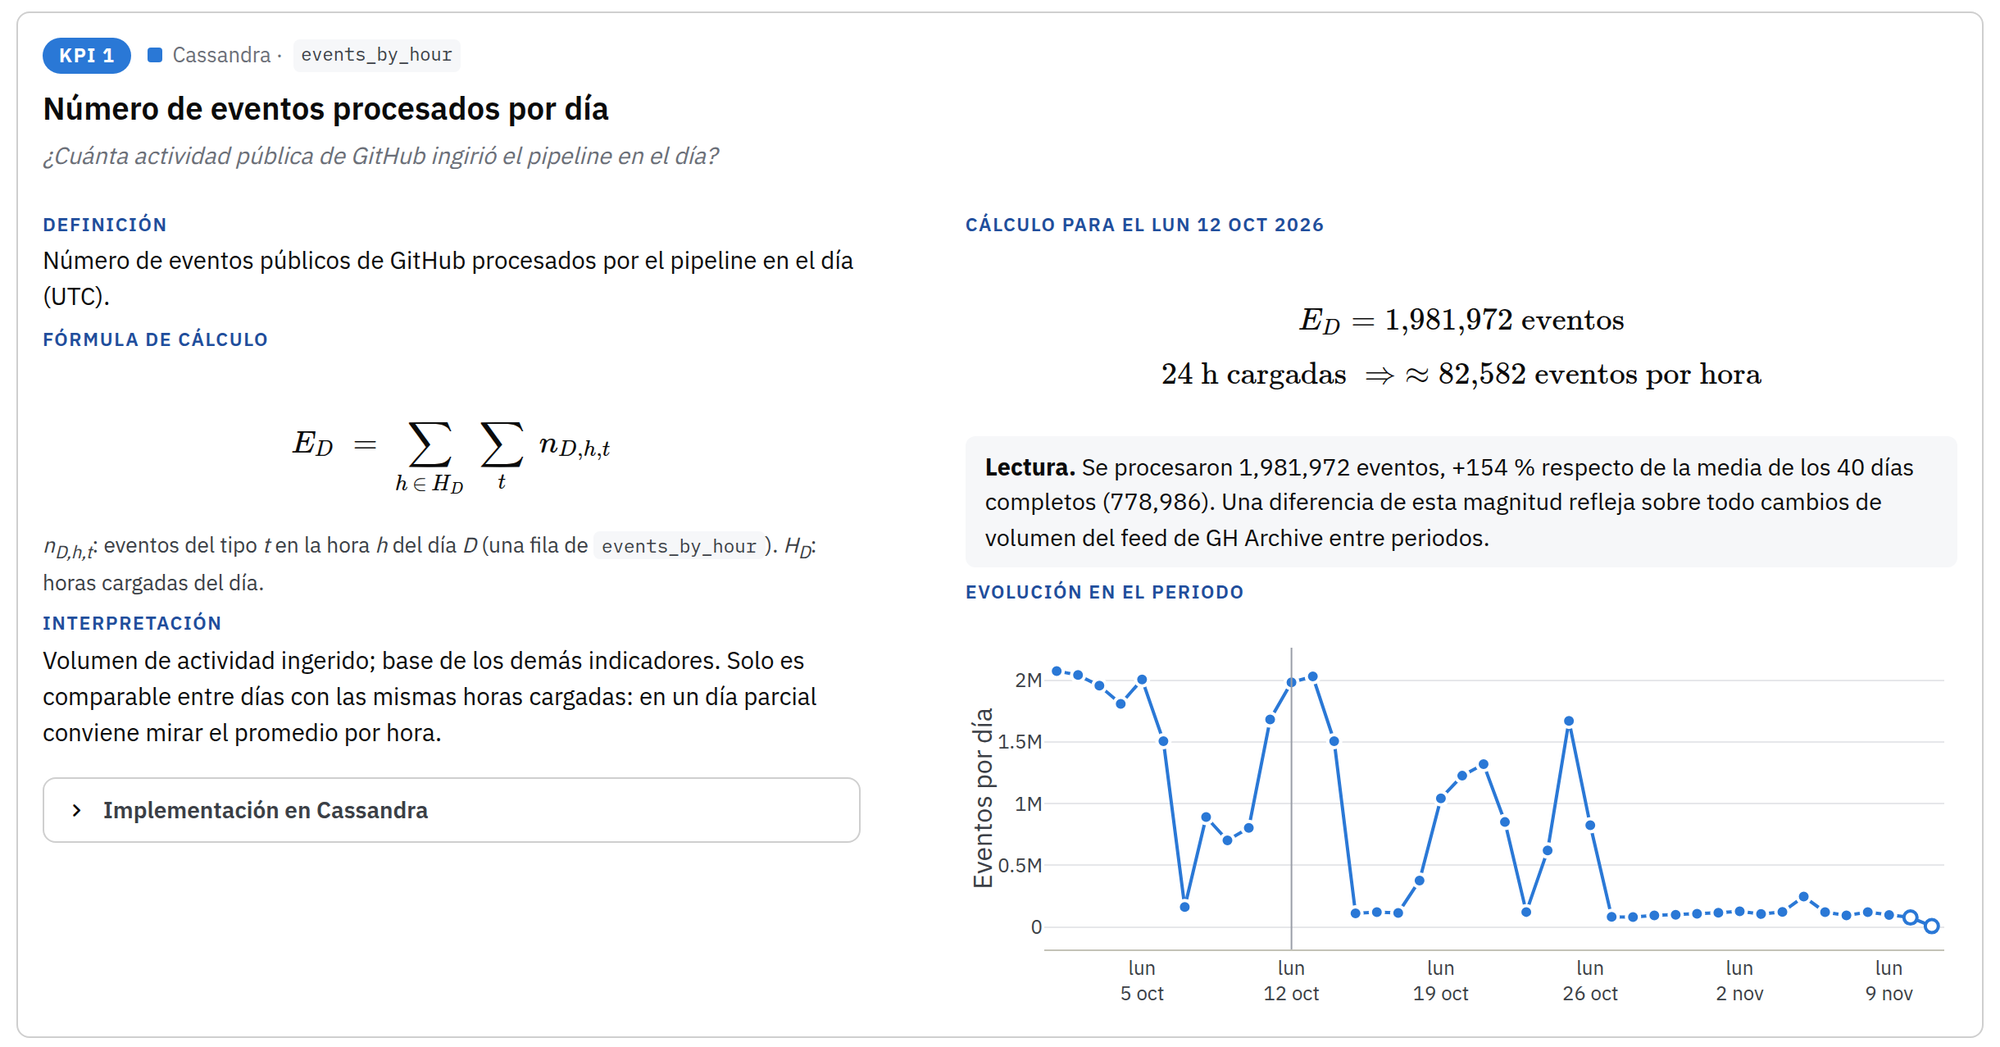 KPI 1 Cassandra · events_by_hour
Número de eventos procesados por día
¿Cuánta actividad pública de GitHub ingirió el pipeline en el día?
DEFINICIÓN
Número de eventos públicos de GitHub procesados por el pipeline en el día
(UTC).
FÓRMULA DE CÁLCULO
E_D = ∑_{h ∈ H_D} ∑_t n_{D,h,t}
n_{D,h,t}: eventos del tipo t en la hora h del día D (una fila de events_by_hour). H_D:
horas cargadas del día.
INTERPRETACIÓN
Volumen de actividad ingerido; base de los demás indicadores. Solo es
comparable entre días con las mismas horas cargadas: en un día parcial
conviene mirar el promedio por hora.
Implementación en Cassandra
CÁLCULO PARA EL LUN 12 OCT 2026
E_D = 1,981,972 eventos
24 h cargadas ⇒ ≈ 82,582 eventos por hora
Lectura. Se procesaron 1,981,972 eventos, +154 % respecto de la media de los 40 días
completos (778,986). Una diferencia de esta magnitud refleja sobre todo cambios de
volumen del feed de GH Archive entre periodos.
EVOLUCIÓN EN EL PERIODO
Eventos por día
2M
1.5M
1M
0.5M
0
lun lun lun lun lun lun
5 oct 12 oct 19 oct 26 oct 2 nov 9 nov